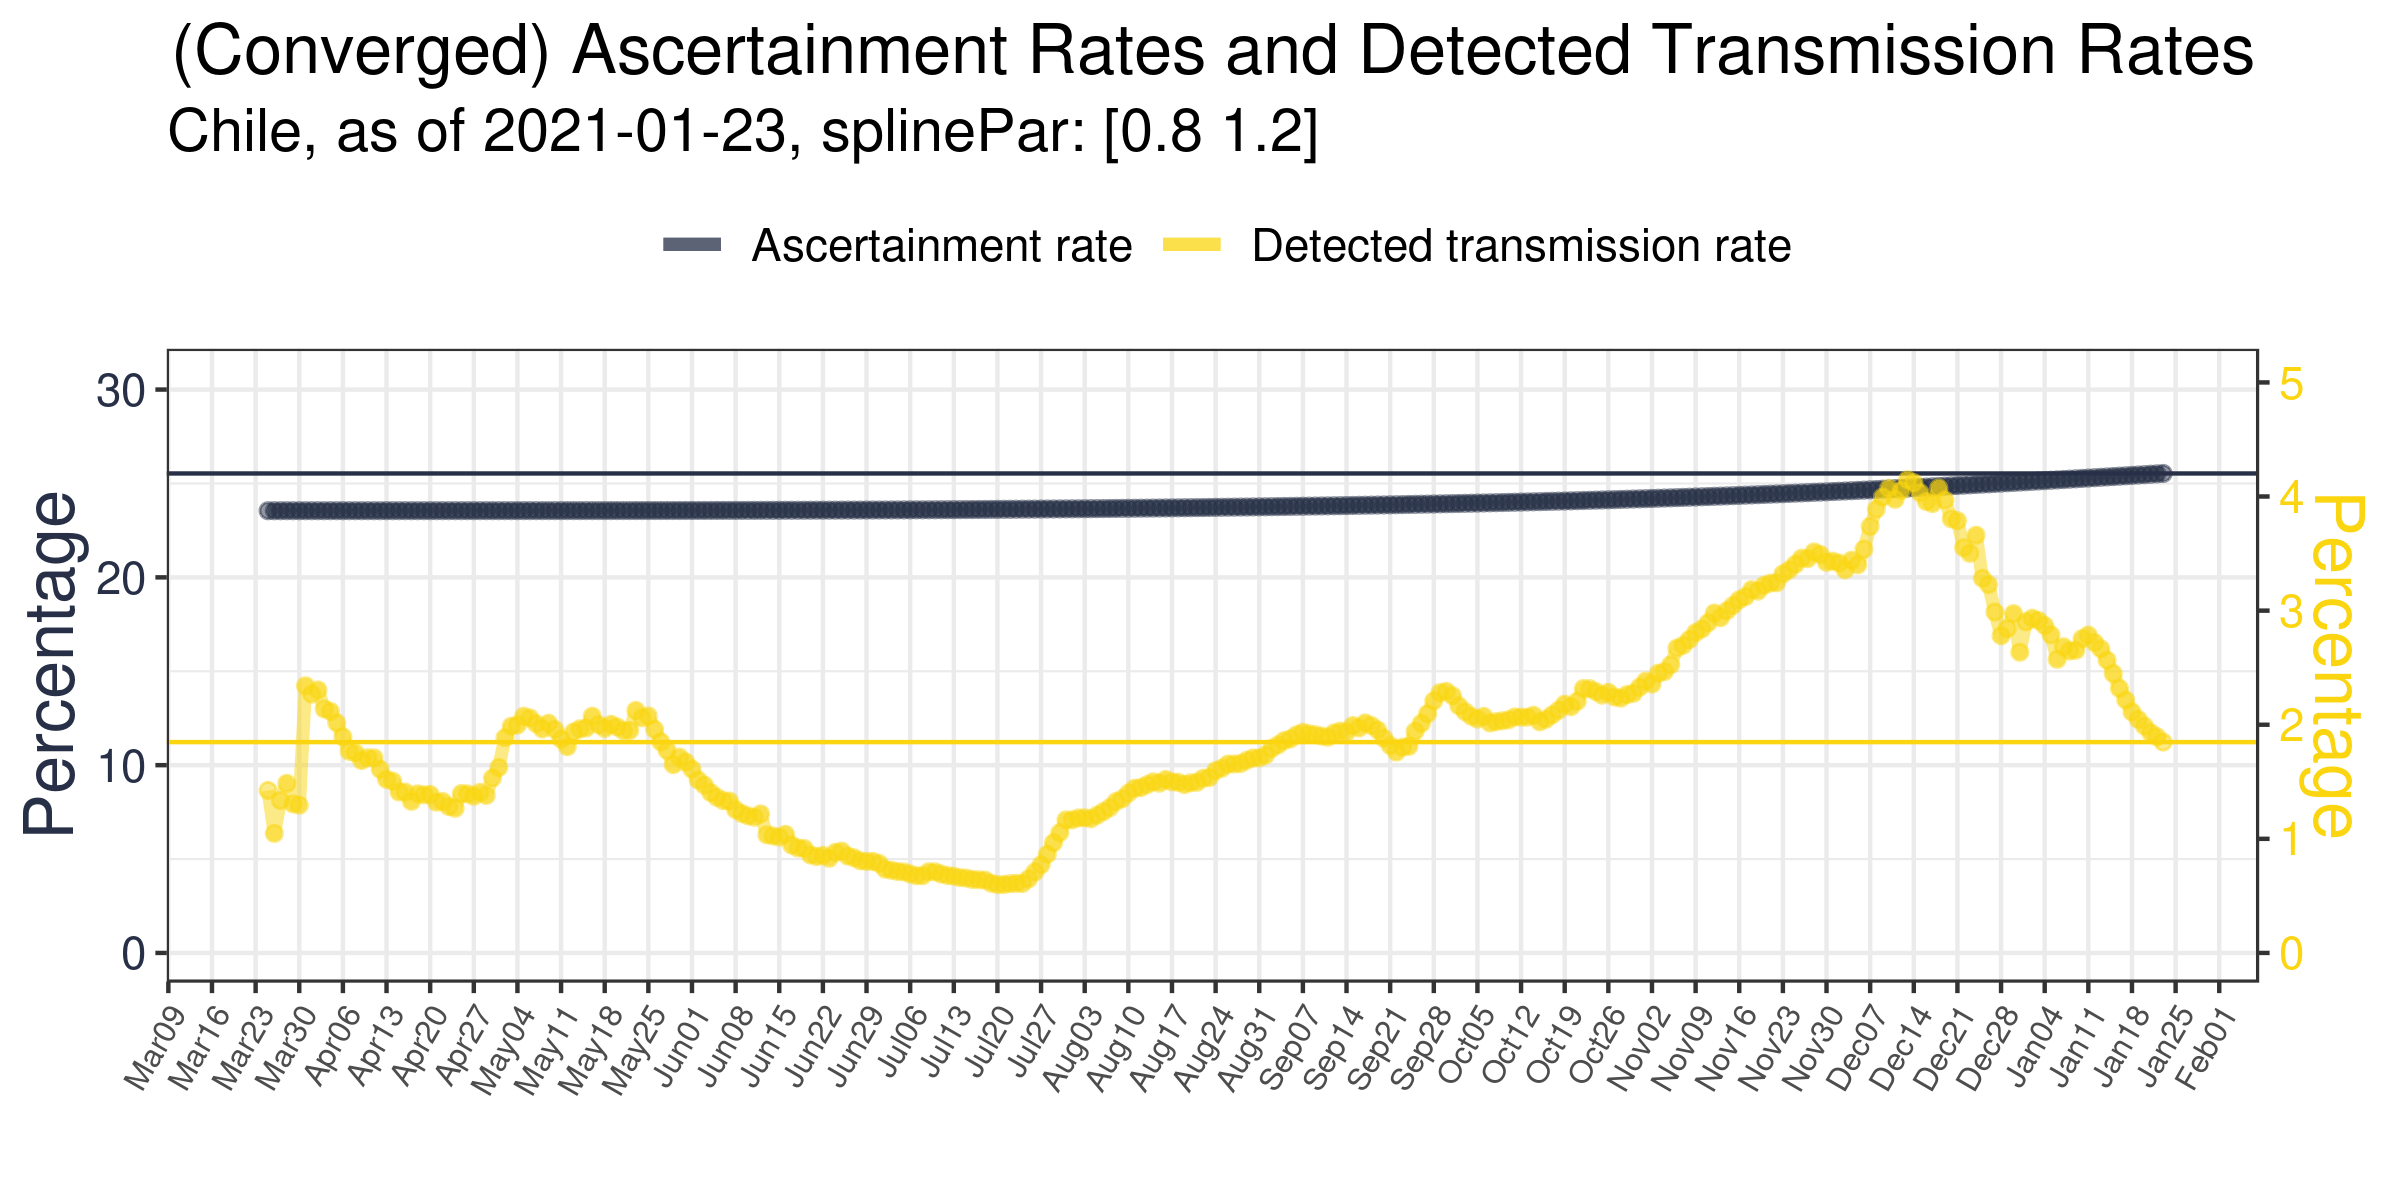 (Converged) Ascertainment Rates and Detected Transmission Rates
Chile, as of 2021-01-23, splinePar: [0.8 1.2]
Ascertainment rate Detected transmission rate
Percentage
30
20
10
0
5
4
3
2
1
0
Percentage
Mar09 Mar16 Mar23 Mar30 Apr06 Apr13 Apr20 Apr27 May04 May11 May18 May25 Jun01 Jun08 Jun15 Jun22 Jun29 Jul06 Jul13 Jul20 Jul27 Aug03 Aug10 Aug17 Aug24 Aug31 Sep07 Sep14 Sep21 Sep28 Oct05 Oct12 Oct19 Oct26 Nov02 Nov09 Nov16 Nov23 Nov30 Dec07 Dec14 Dec21 Dec28 Jan04 Jan11 Jan18 Jan25 Feb01